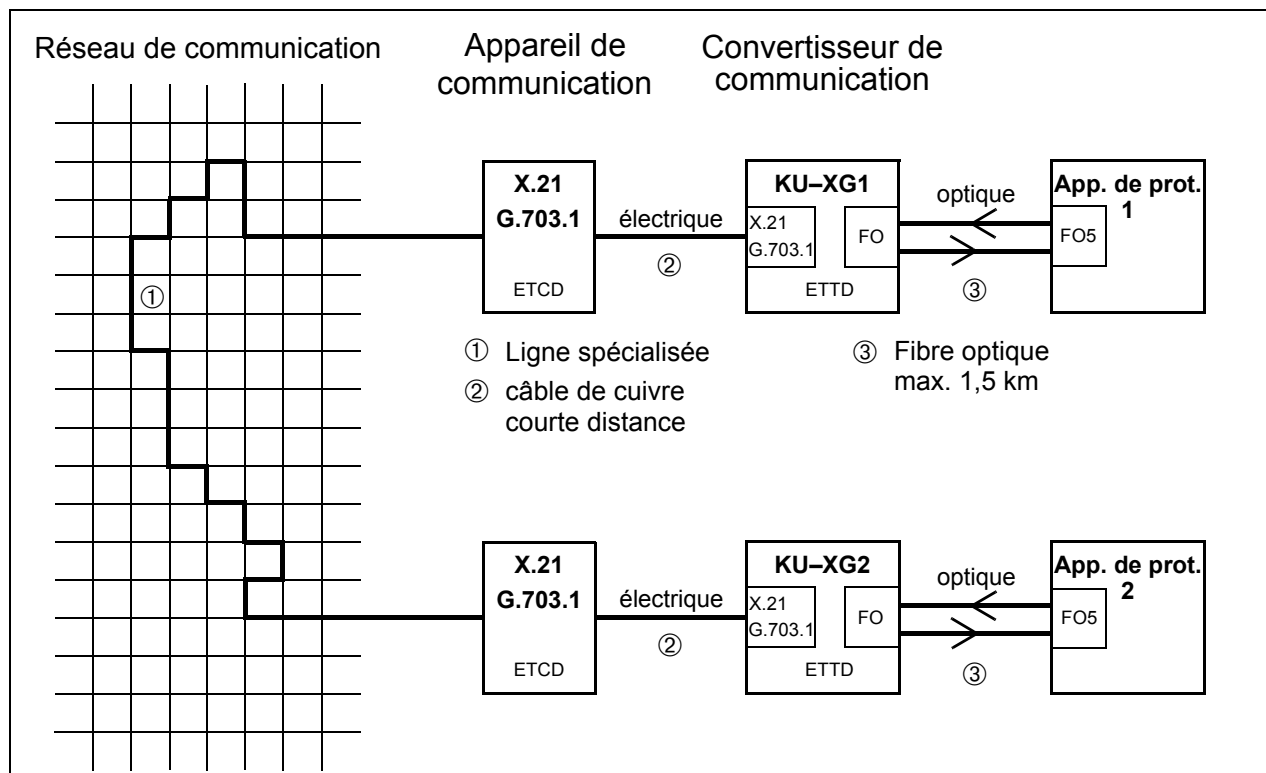 Réseau de communication
Appareil de
communication
Convertisseur de
communication
X.21
G.703.1
ETCD
électrique
②
KU–XG1
X.21
G.703.1
FO
ETTD
optique
③
App. de prot.
1
FO5
①
① Ligne spécialisée
② câble de cuivre
courte distance
③ Fibre optique
max. 1,5 km
X.21
G.703.1
ETCD
électrique
②
KU–XG2
X.21
G.703.1
FO
ETTD
optique
③
App. de prot.
2
FO5